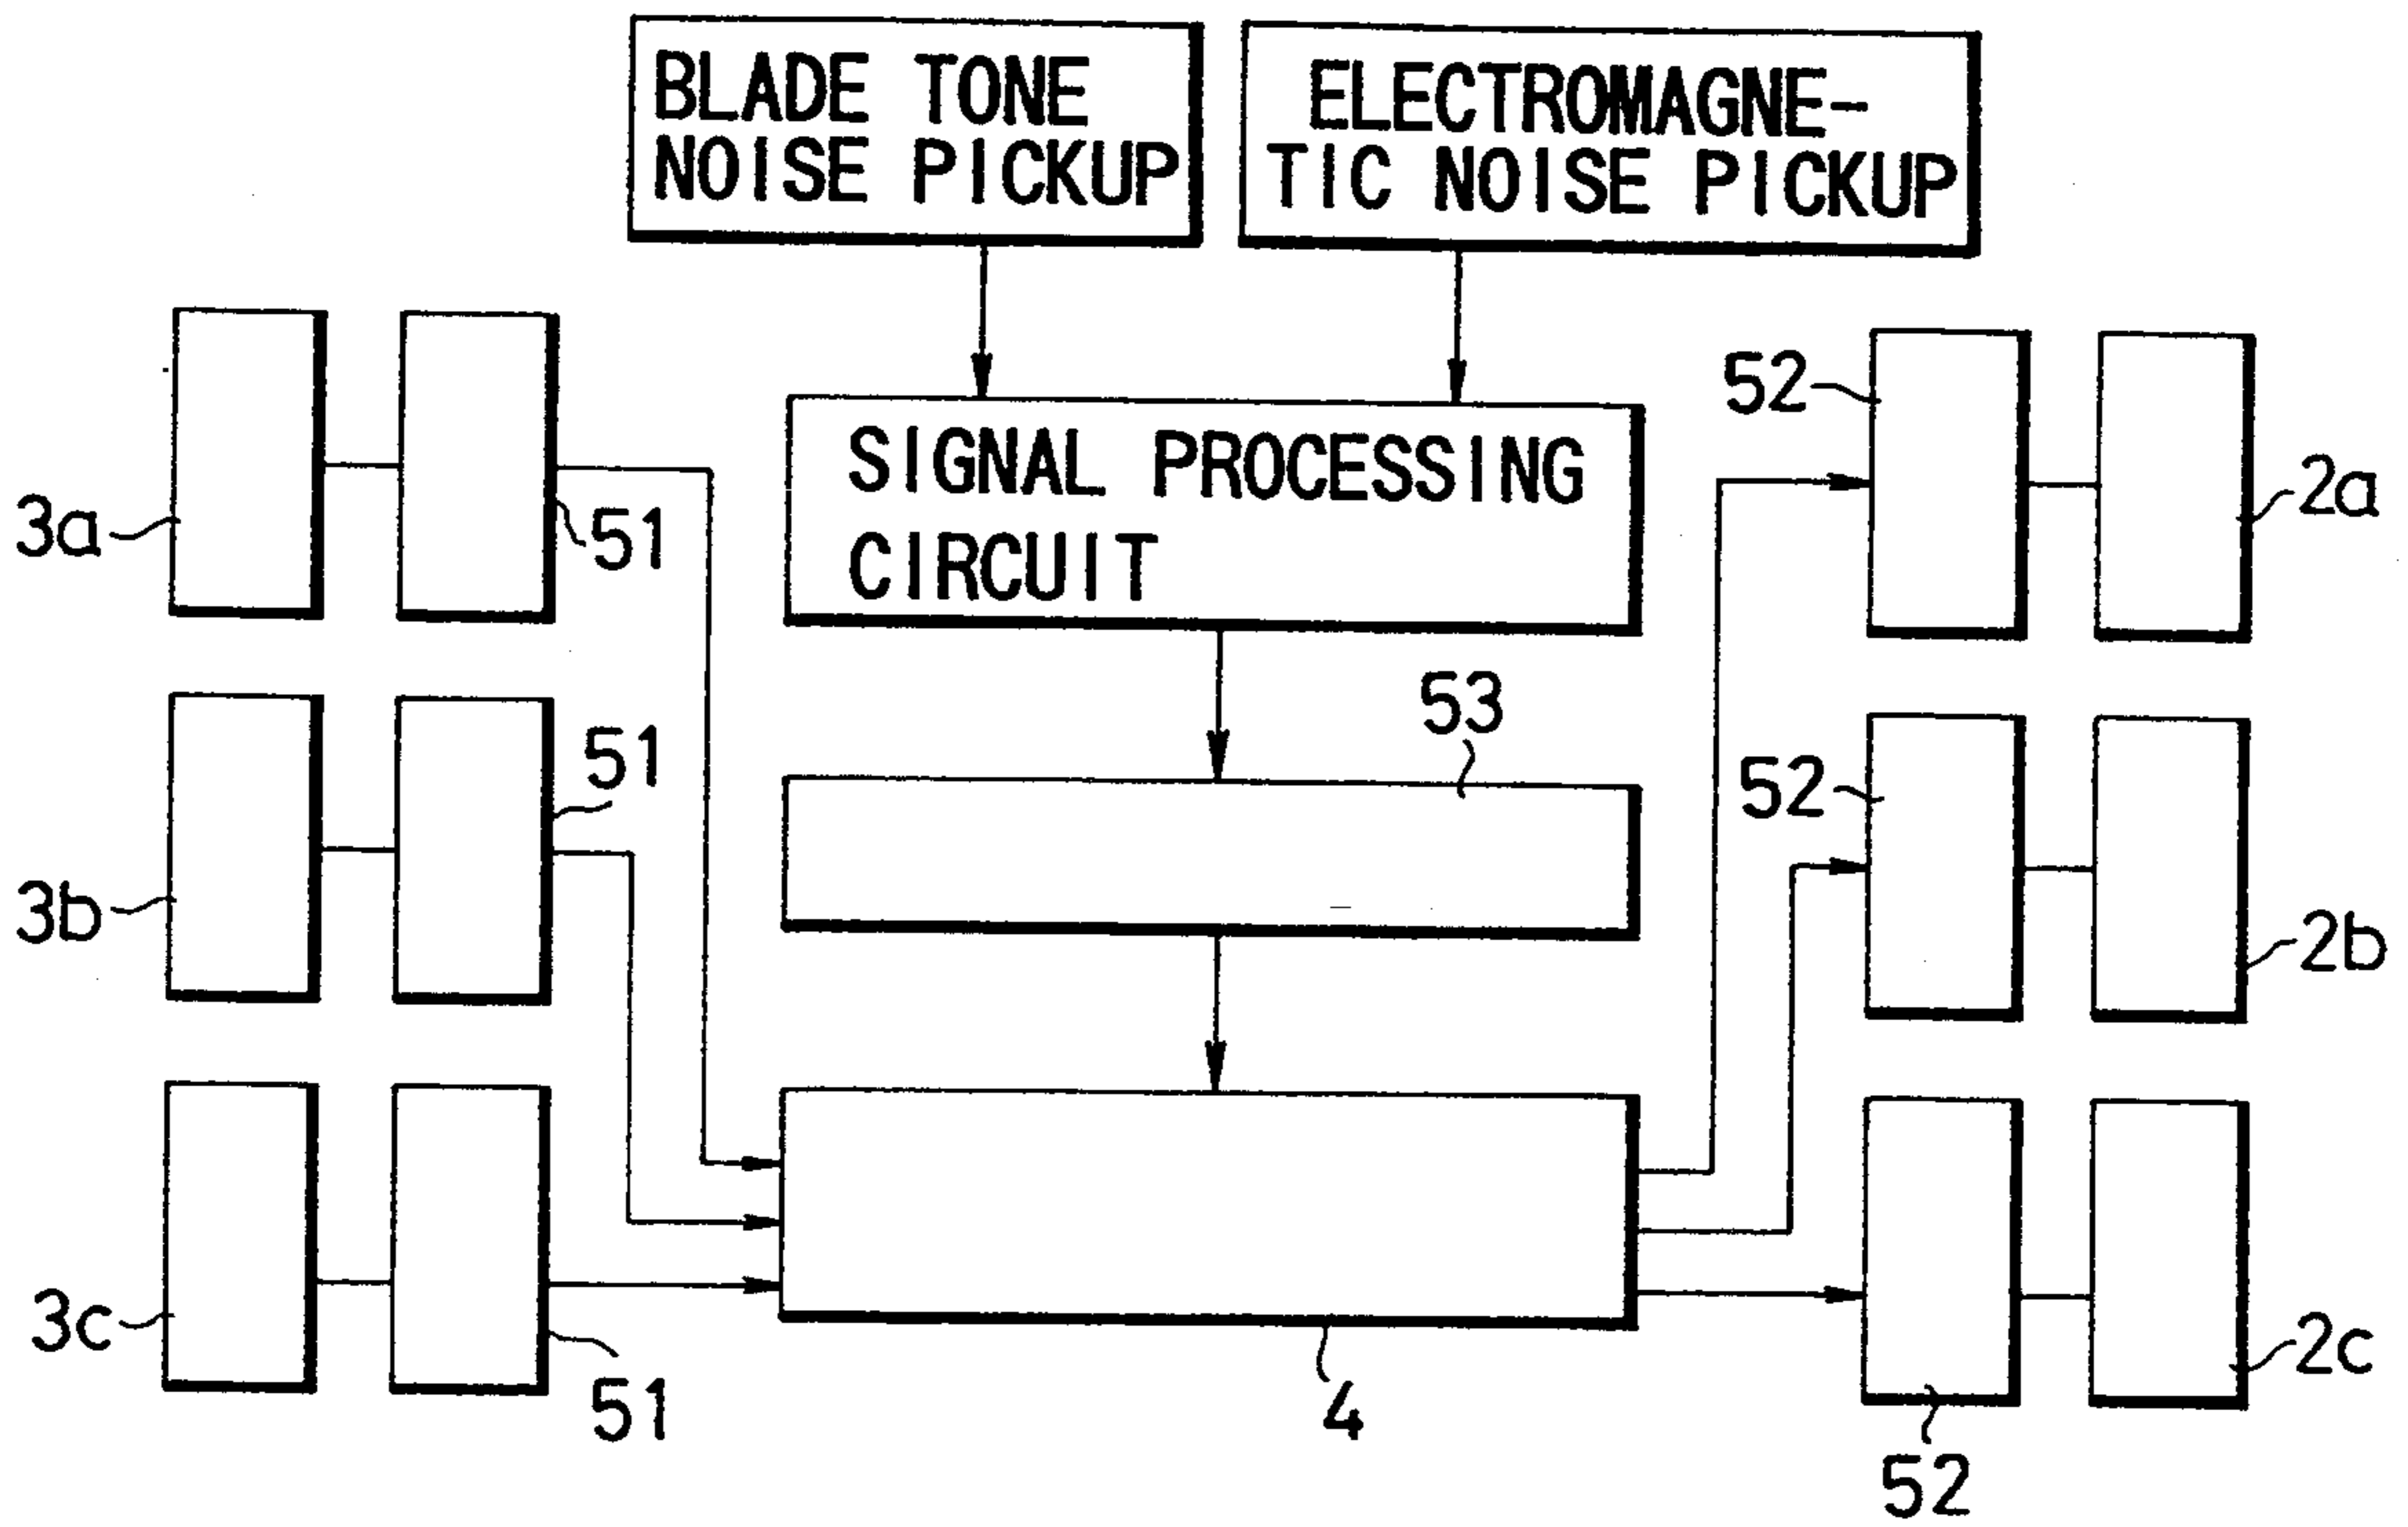 BLADE TONE
NOISE PICKUP
ELECTROMAGNE-
TIC NOISE PICKUP
SIGNAL PROCESSING
CIRCUIT
3a
51
52
2a
53
3b
51
52
2b
3c
51
4
52
2c